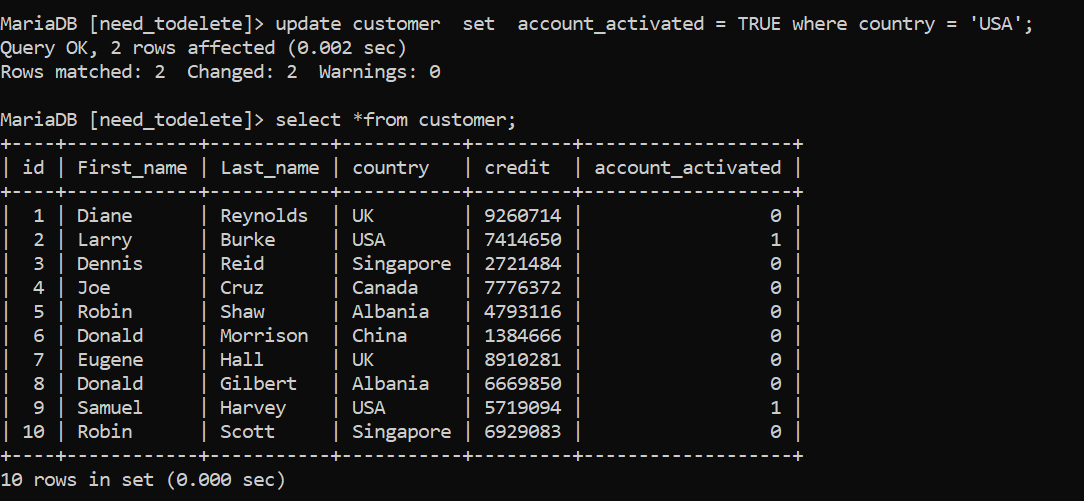 MariaDB [need_todelete]> update customer  set  account_activated = TRUE where country = 'USA';
Query OK, 2 rows affected (0.002 sec)
Rows matched: 2  Changed: 2  Warnings: 0
MariaDB [need_todelete]> select *from customer;
+----+------------+-----------+-----------+---------+-------------------+
| id | First_name | Last_name | country   | credit  | account_activated |
+----+------------+-----------+-----------+---------+-------------------+
|  1 | Diane      | Reynolds  | UK        | 9260714 |                 0 |
|  2 | Larry      | Burke     | USA       | 7414650 |                 1 |
|  3 | Dennis     | Reid      | Singapore | 2721484 |                 0 |
|  4 | Joe        | Cruz      | Canada    | 7776372 |                 0 |
|  5 | Robin      | Shaw      | Albania   | 4793116 |                 0 |
|  6 | Donald     | Morrison  | China     | 1384666 |                 0 |
|  7 | Eugene     | Hall      | UK        | 8910281 |                 0 |
|  8 | Donald     | Gilbert   | Albania   | 6669850 |                 0 |
|  9 | Samuel     | Harvey    | USA       | 5719094 |                 1 |
| 10 | Robin      | Scott     | Singapore | 6929083 |                 0 |
+----+------------+-----------+-----------+---------+-------------------+
10 rows in set (0.000 sec)